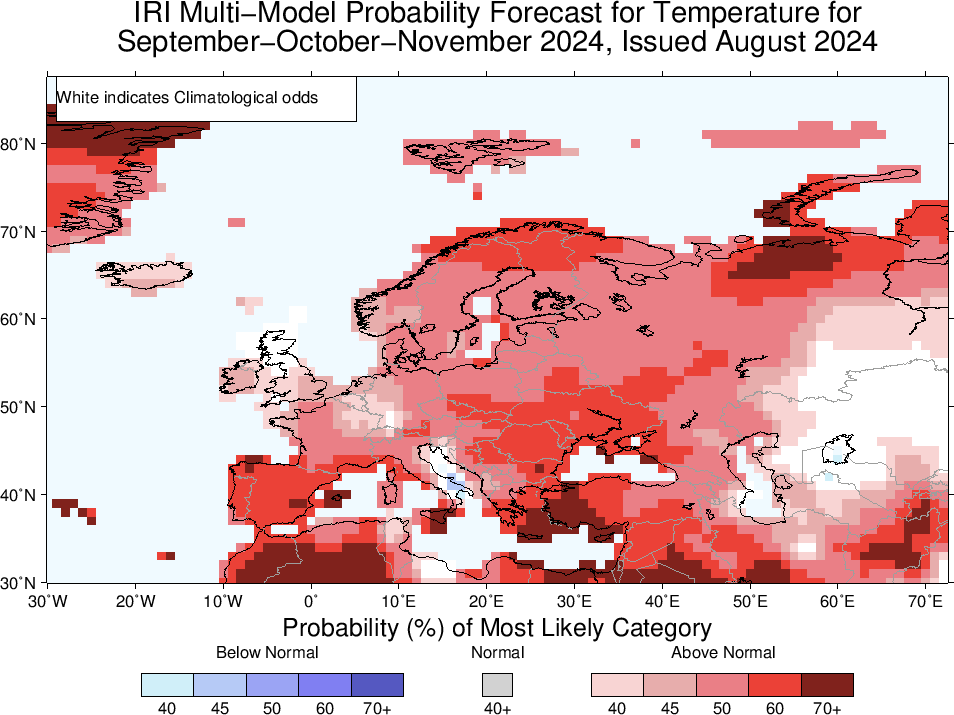 IRI Multi−Model Probability Forecast for Temperature for
September−October−November 2024, Issued August 2024
White indicates Climatological odds
80˚N
70˚N
60˚N
50˚N
40˚N
30˚N
30˚W 20˚W 10˚W 0˚ 10˚E 20˚E 30˚E 40˚E 50˚E 60˚E 70˚E
Probability (%) of Most Likely Category
Below Normal Normal Above Normal
40 45 50 60 70+ 40+ 40 45 50 60 70+